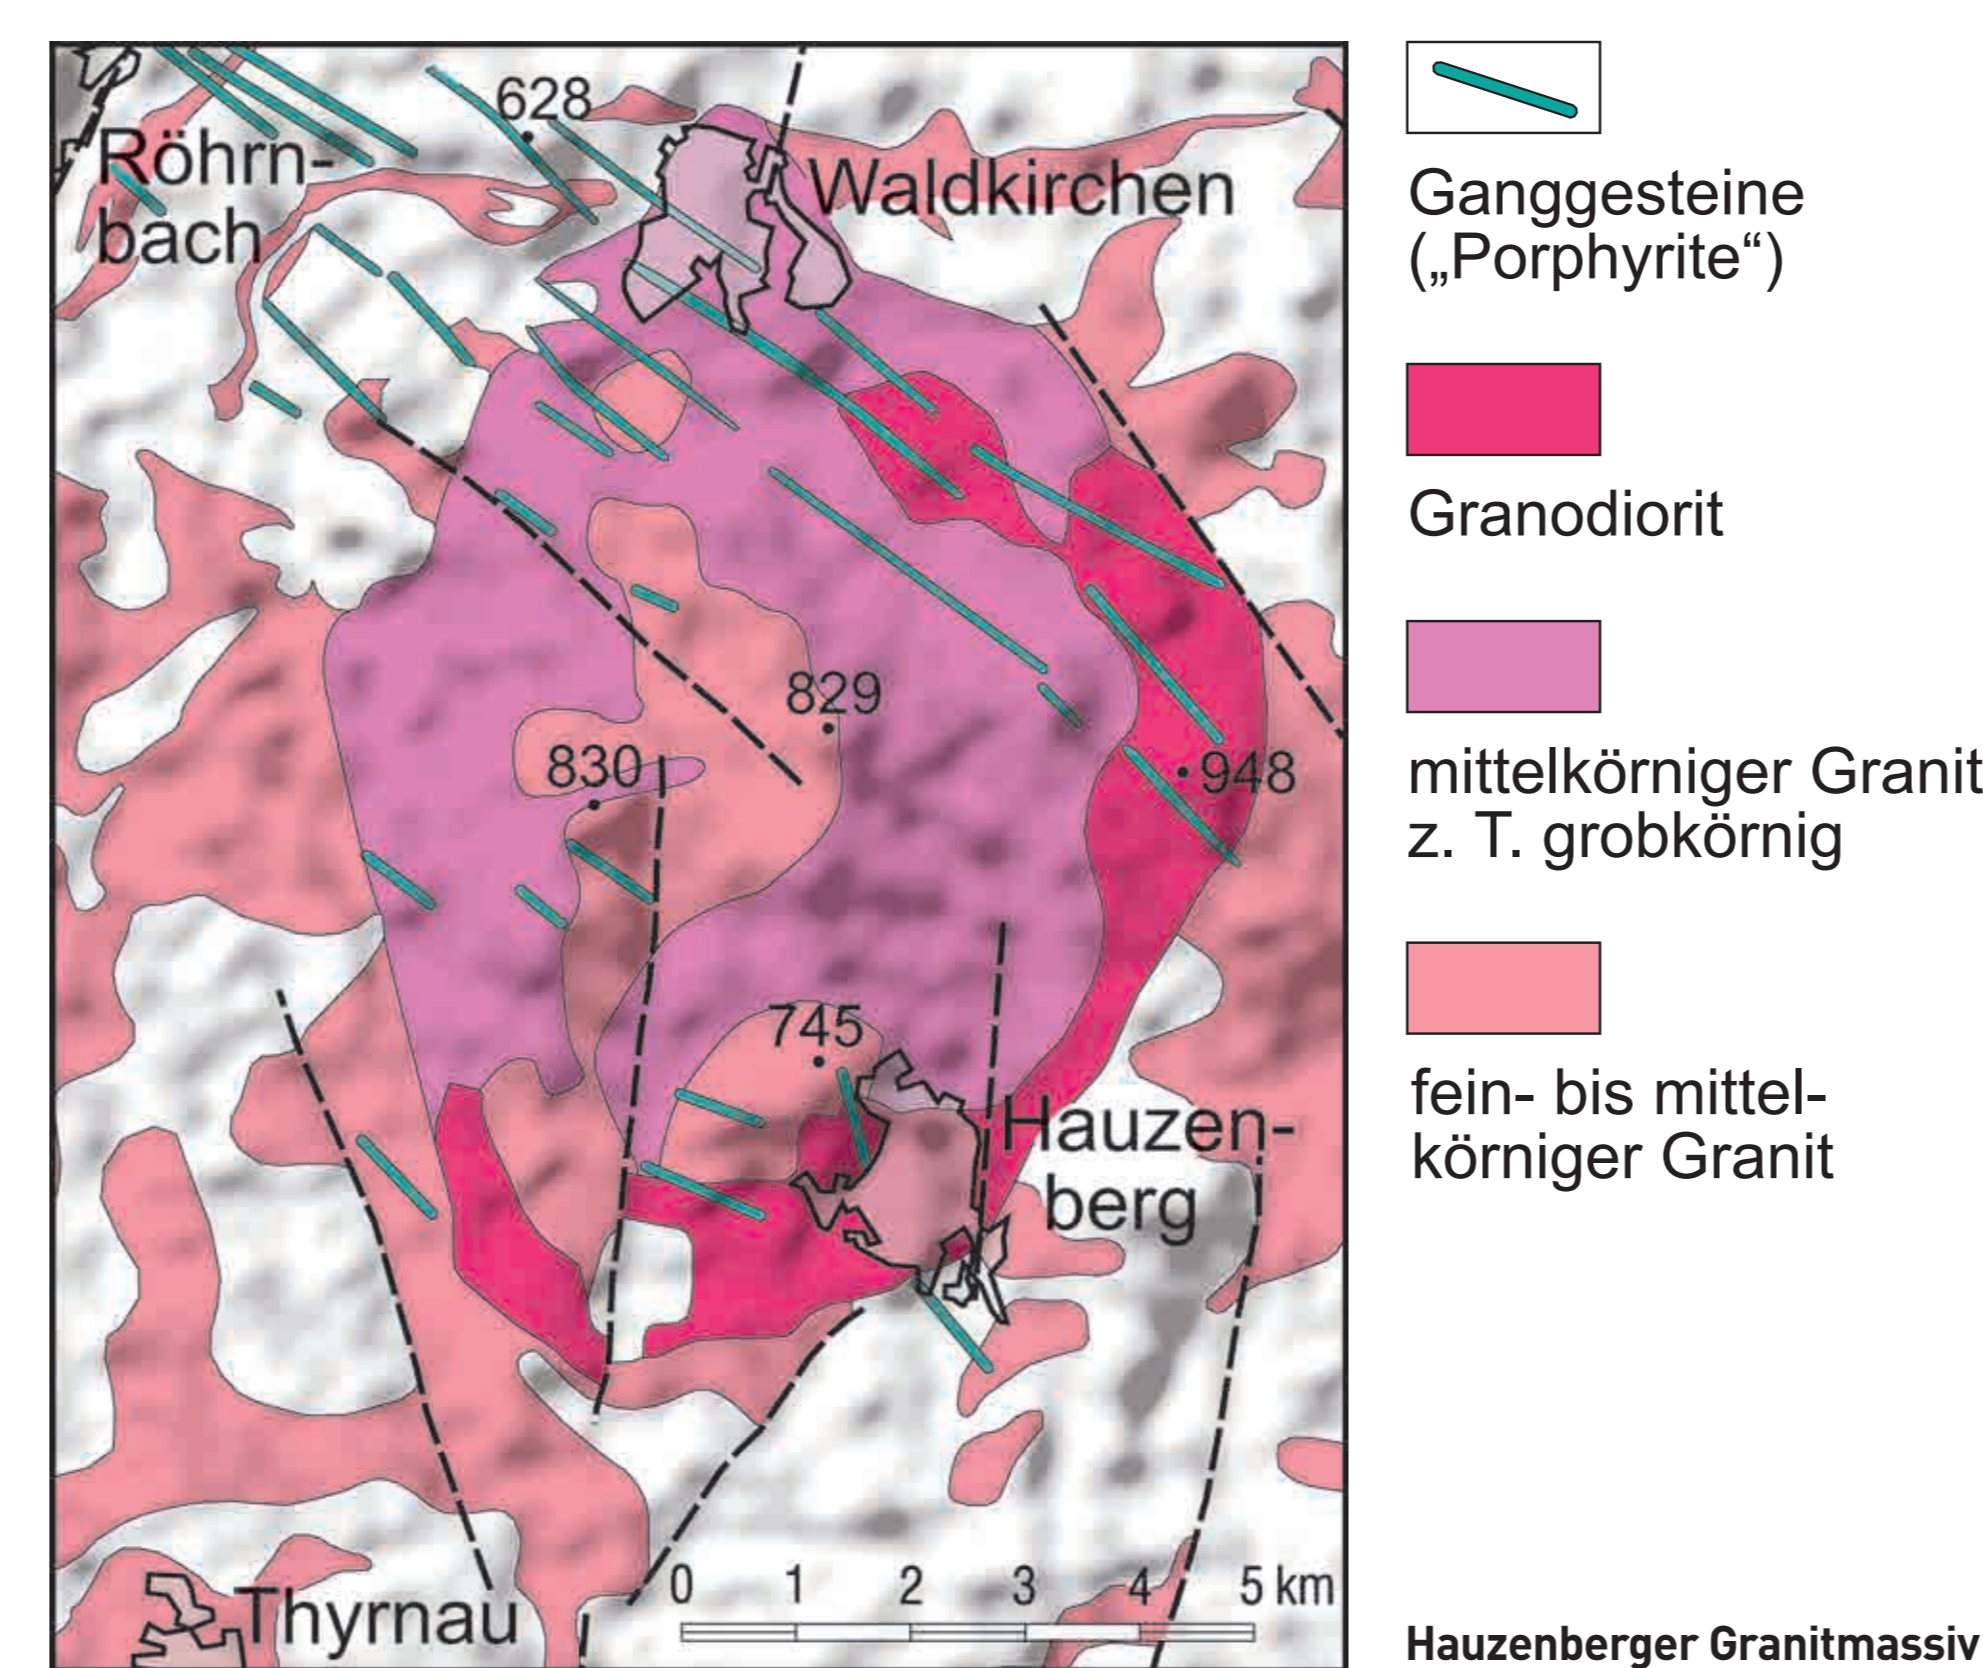 628
Röhrn-
bach
Waldkirchen
829
830
948
745
Hauzen-
berg
Thyrnau
0 1 2 3 4 5 km
Ganggesteine
(„Porphyrite“)
Granodiorit
mittelkörniger Granit
z. T. grobkörnig
fein- bis mittel-
körniger Granit
Hauzenberger Granitmassiv